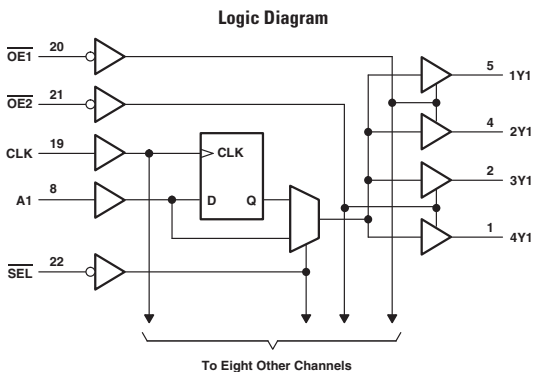 Logic Diagram
OE1 20
OE2 21
CLK 19
A1 8
SEL 22
CLK
D Q
5 1Y1
4 2Y1
2 3Y1
1 4Y1
To Eight Other Channels